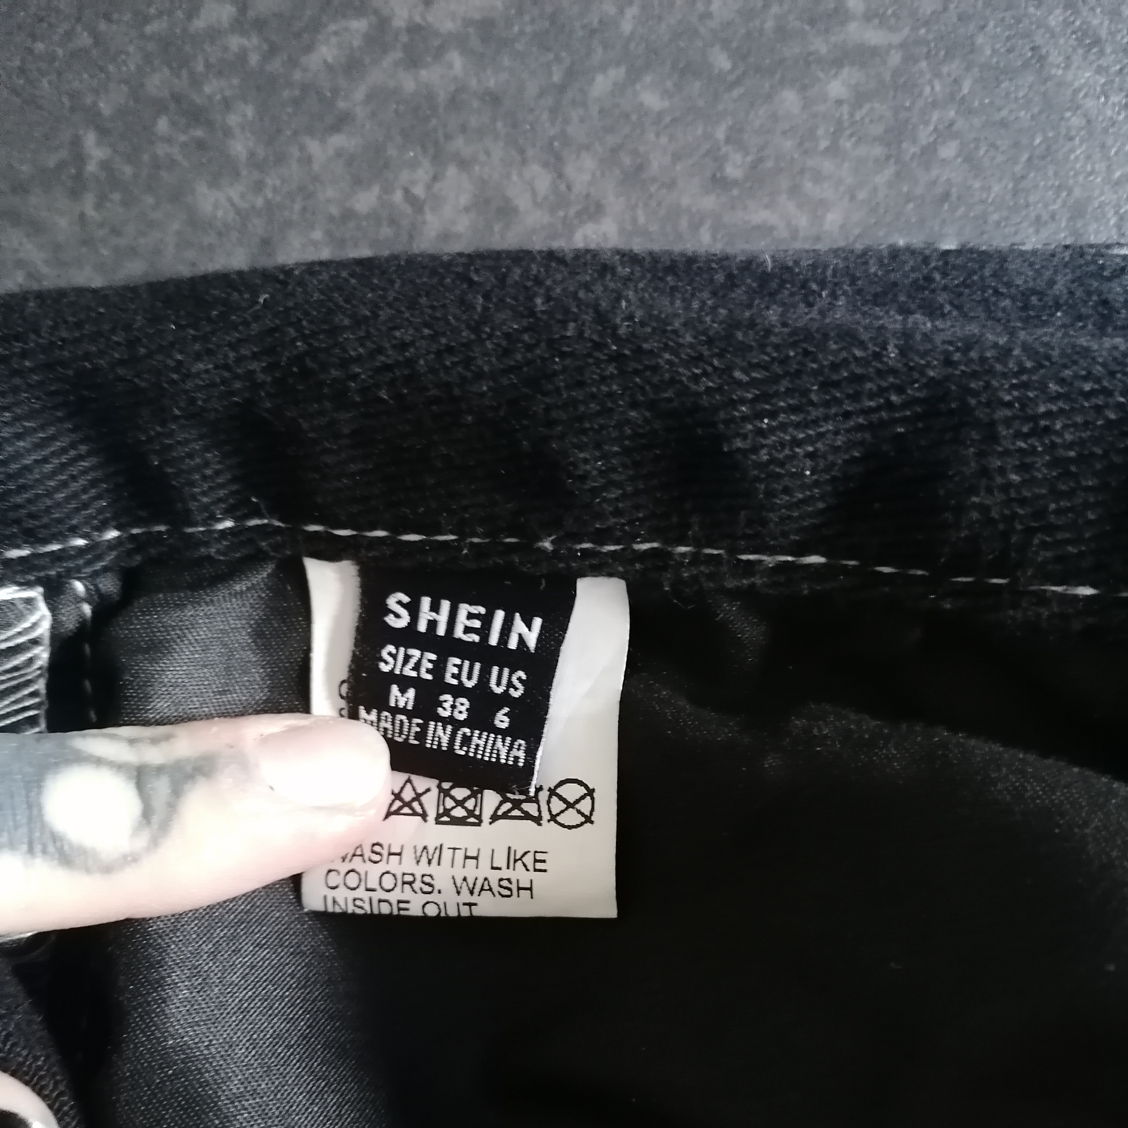 SHEIN
SIZE EU US
M 38 6
MADE IN CHINA
WASH WITH LIKE
COLORS. WASH
INSIDE OUT